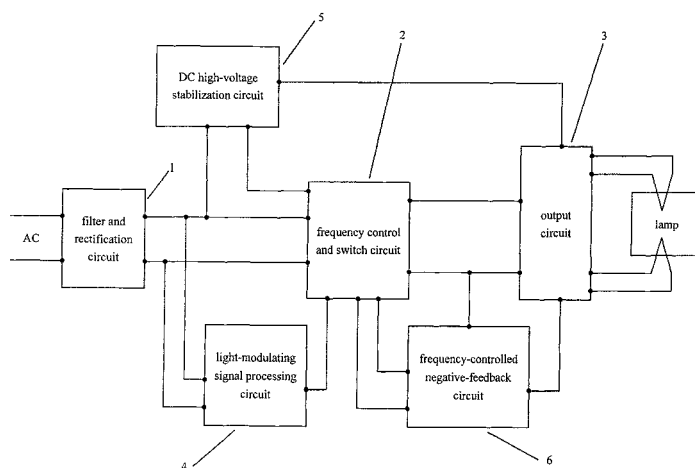 5
2
3
DC high-voltage
stabilization circuit
1
AC
filter and
rectification
circuit
frequency control
and switch circuit
output
circuit
lamp
light-modulating
signal processing
circuit
frequency-controlled
negative-feedback
circuit
4
6